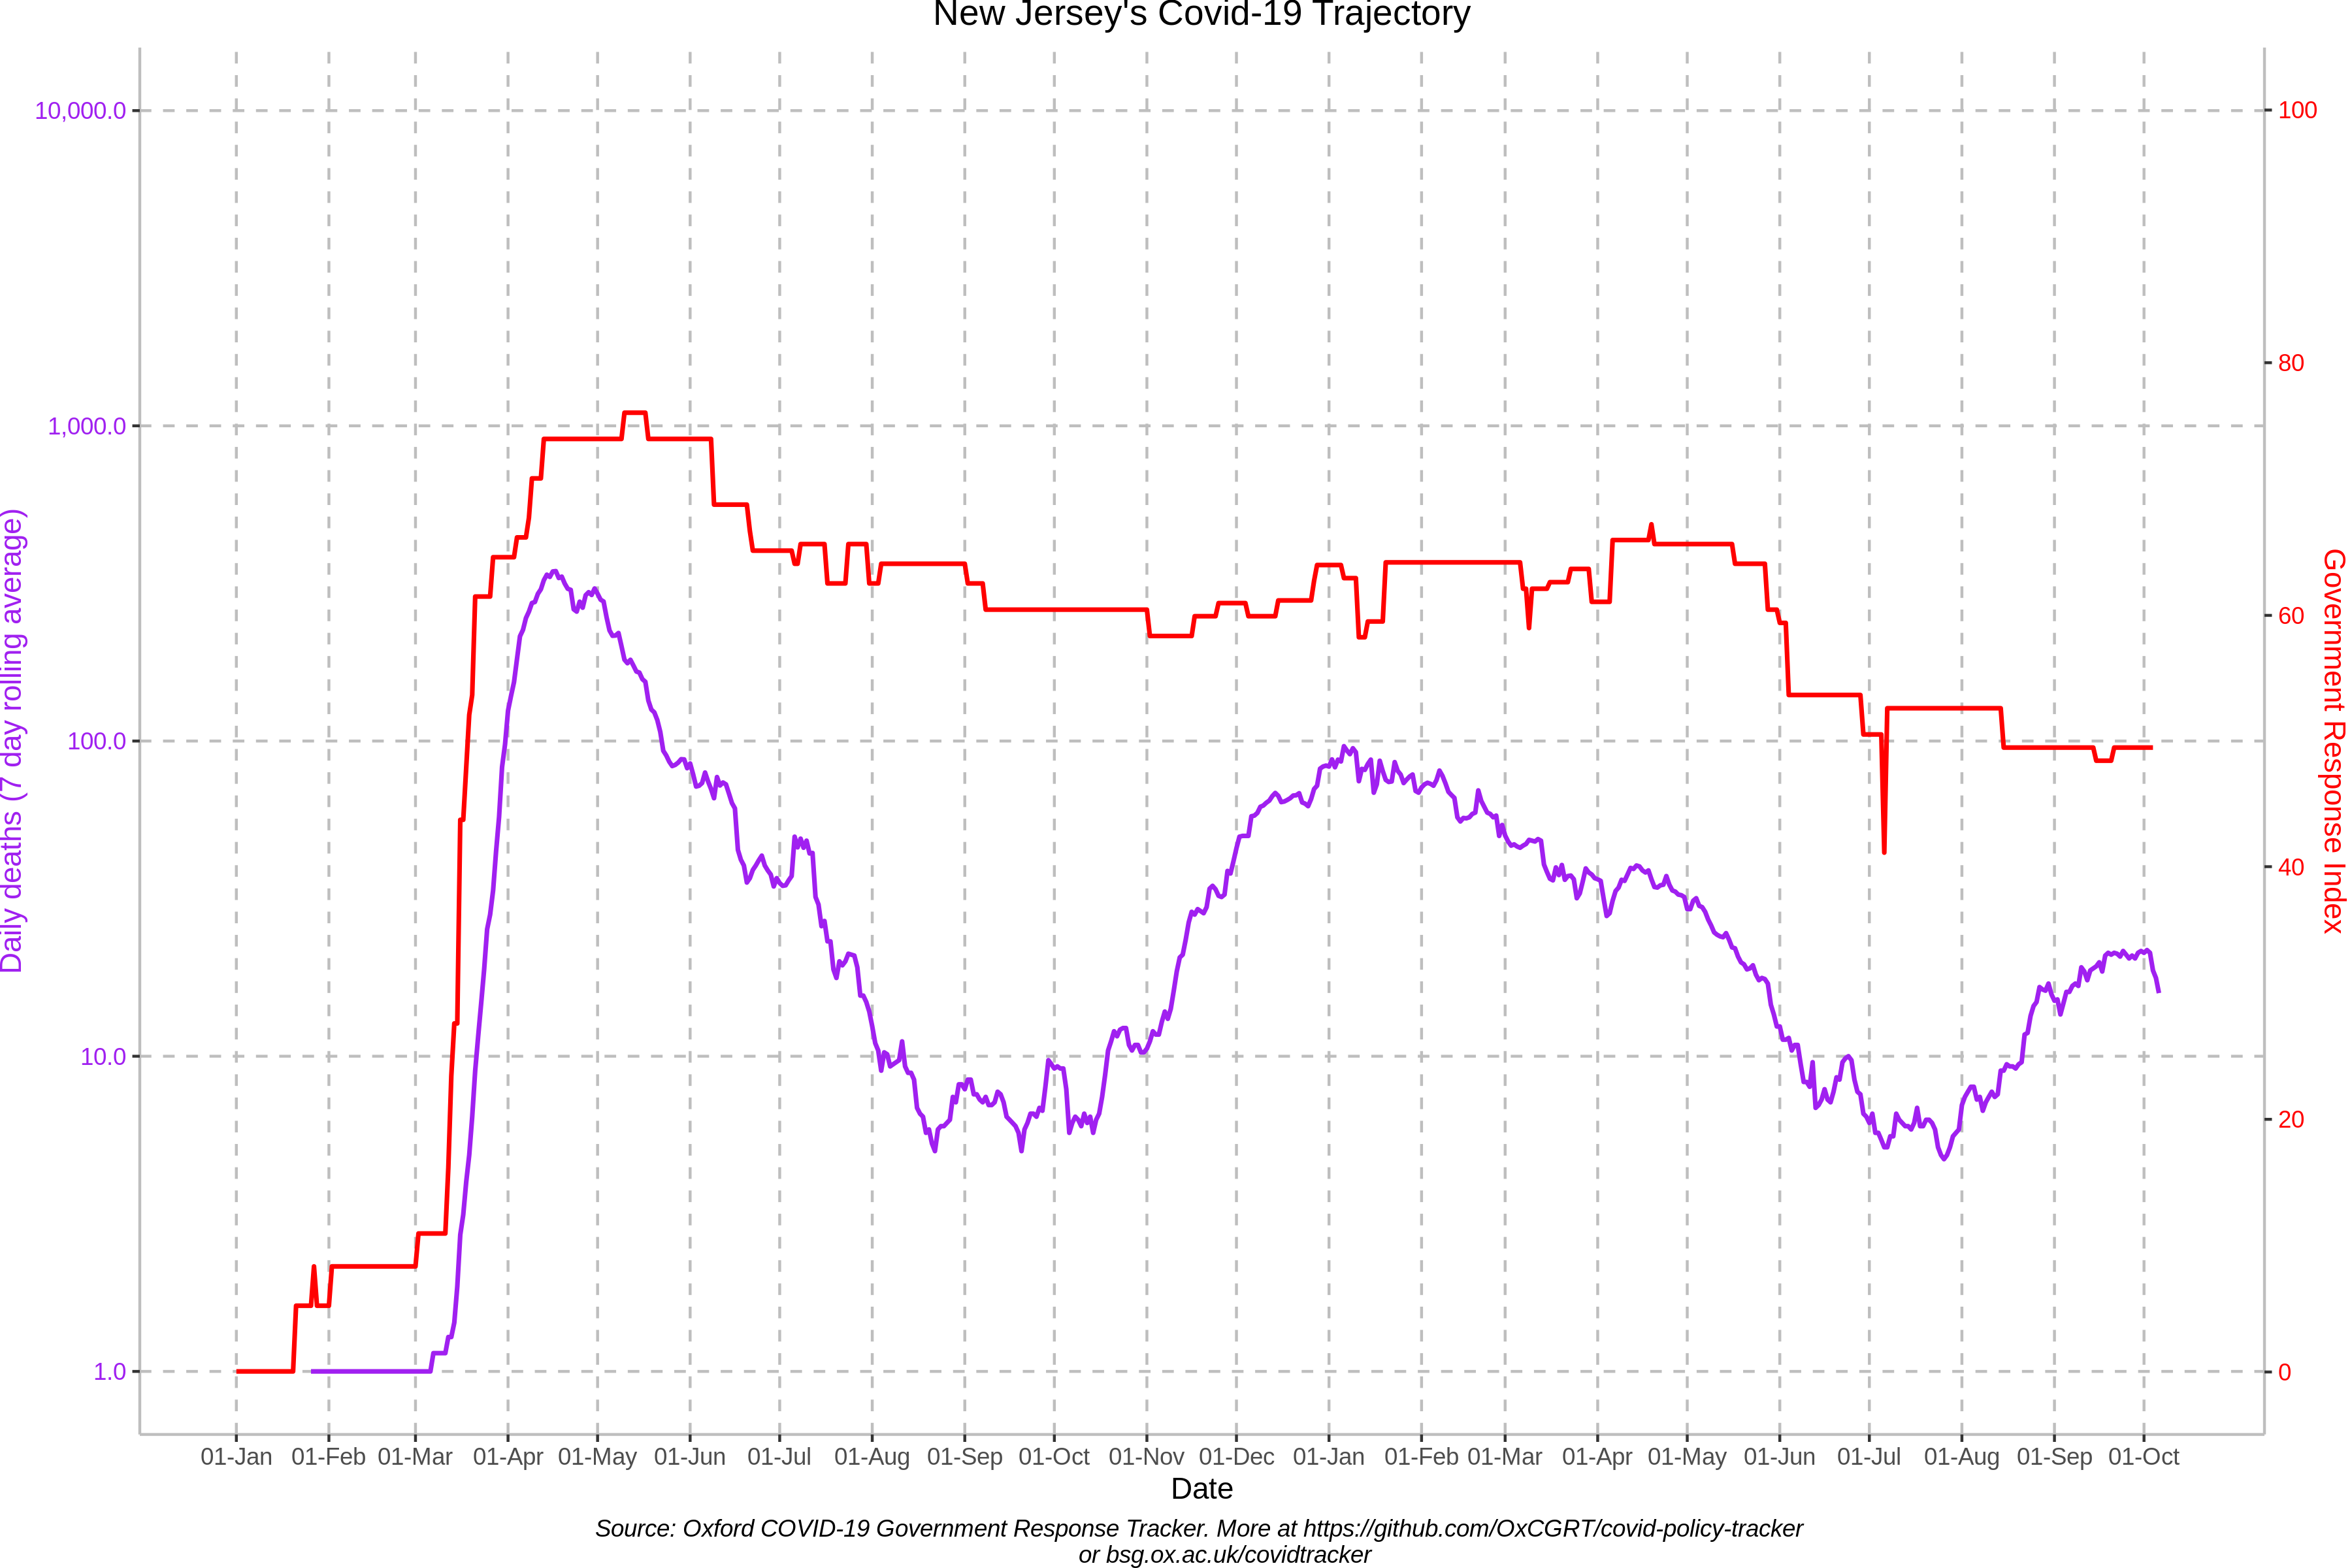 New Jersey's Covid-19 Trajectory
10,000.0
1,000.0
100.0
10.0
1.0
Daily deaths (7 day rolling average)
100
80
60
40
20
0
Government Response Index
01-Jan 01-Feb 01-Mar 01-Apr 01-May 01-Jun 01-Jul 01-Aug 01-Sep 01-Oct 01-Nov 01-Dec 01-Jan 01-Feb 01-Mar 01-Apr 01-May 01-Jun 01-Jul 01-Aug 01-Sep 01-Oct
Date
Source: Oxford COVID-19 Government Response Tracker. More at https://github.com/OxCGRT/covid-policy-tracker
or bsg.ox.ac.uk/covidtracker